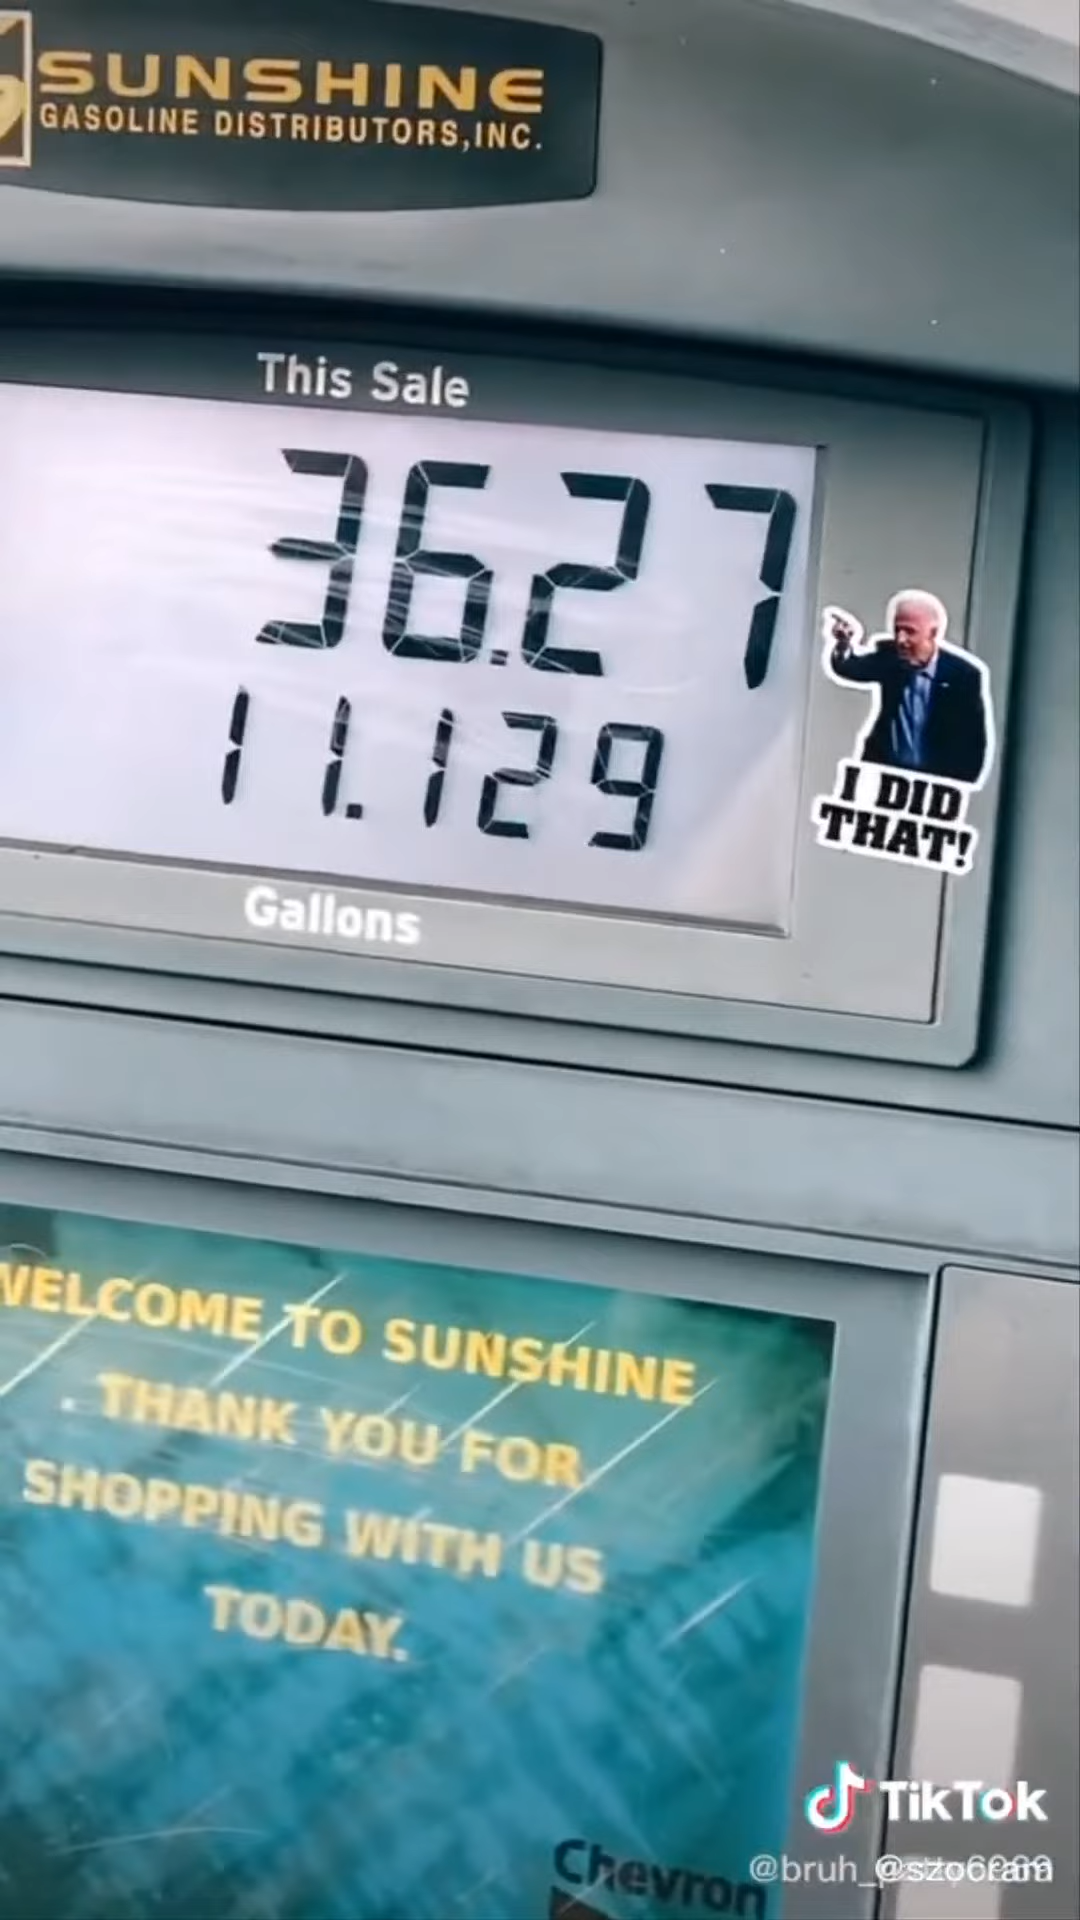 SUNSHINE
GASOLINE DISTRIBUTORS, INC.
This Sale
36.27
11.129
I DID
THAT!
Gallons
WELCOME TO SUNSHINE
. THANK YOU FOR
SHOPPING WITH US
TODAY.
TikTok
Chevron